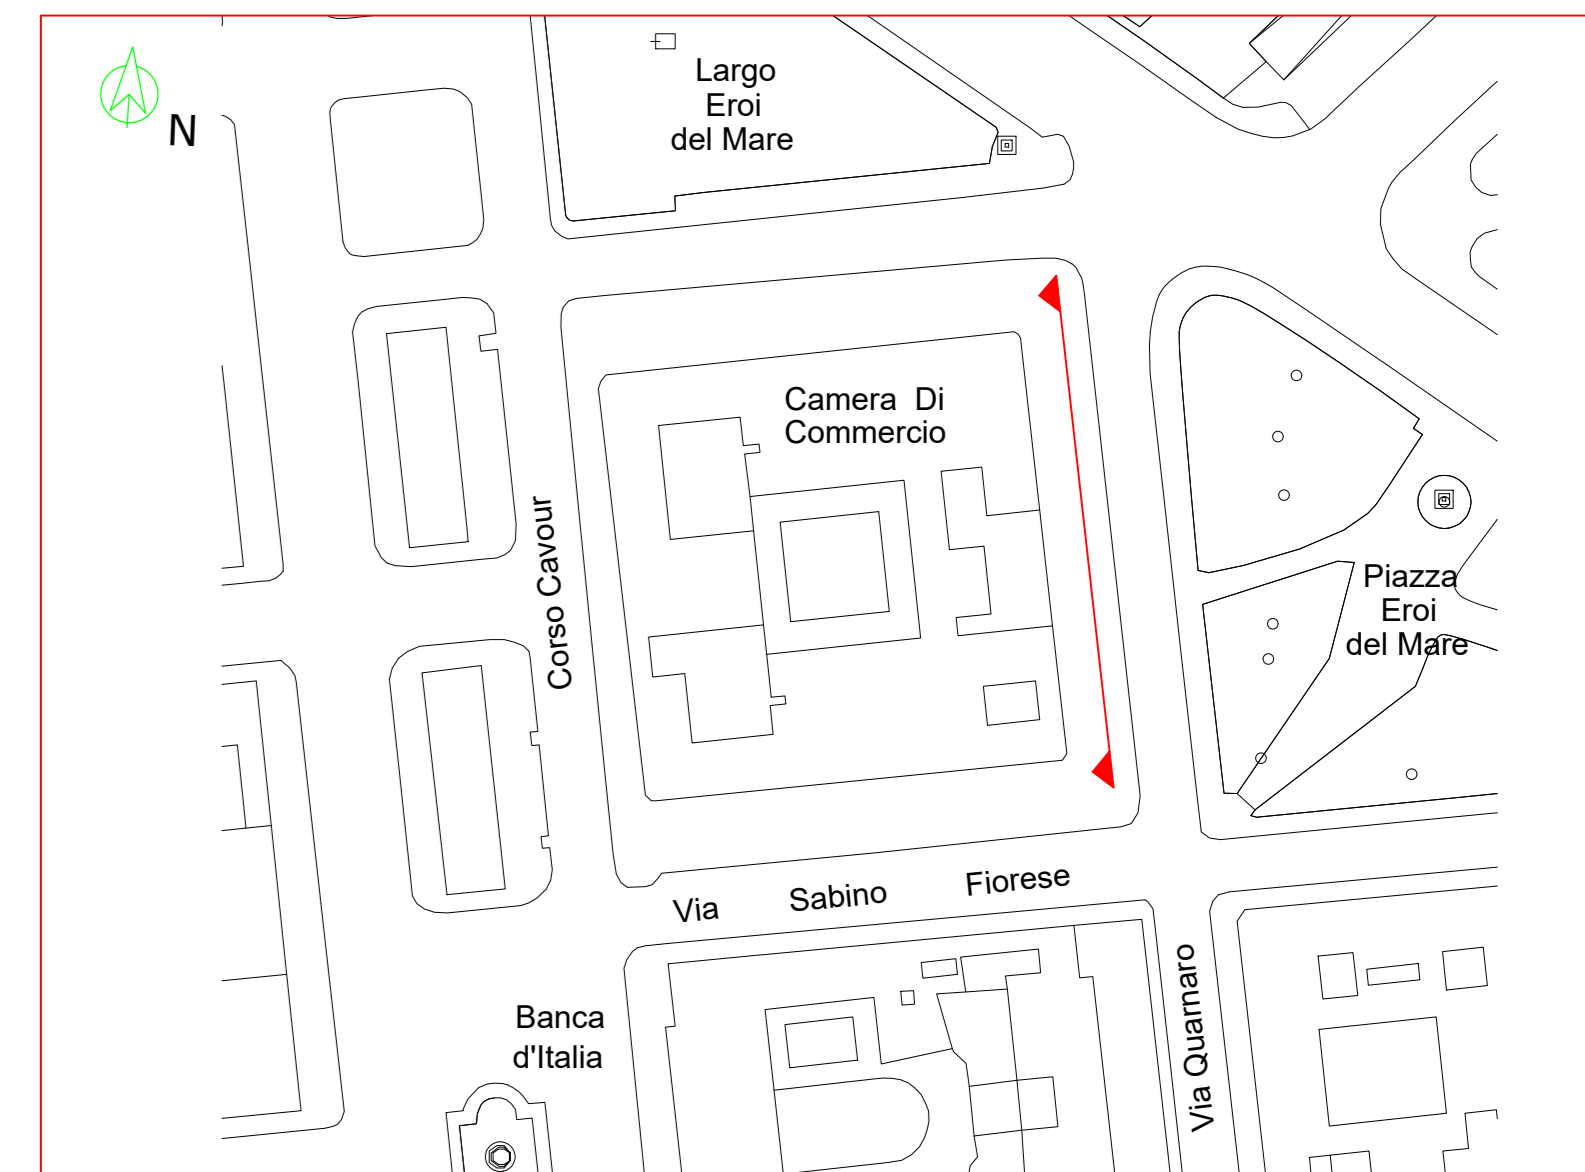 N
Largo
Eroi
del Mare
Camera Di
Commercio
Corso Cavour
Piazza
Eroi
del Mare
Via Sabino Fiorese
Banca
d'Italia
Via Quarnaro